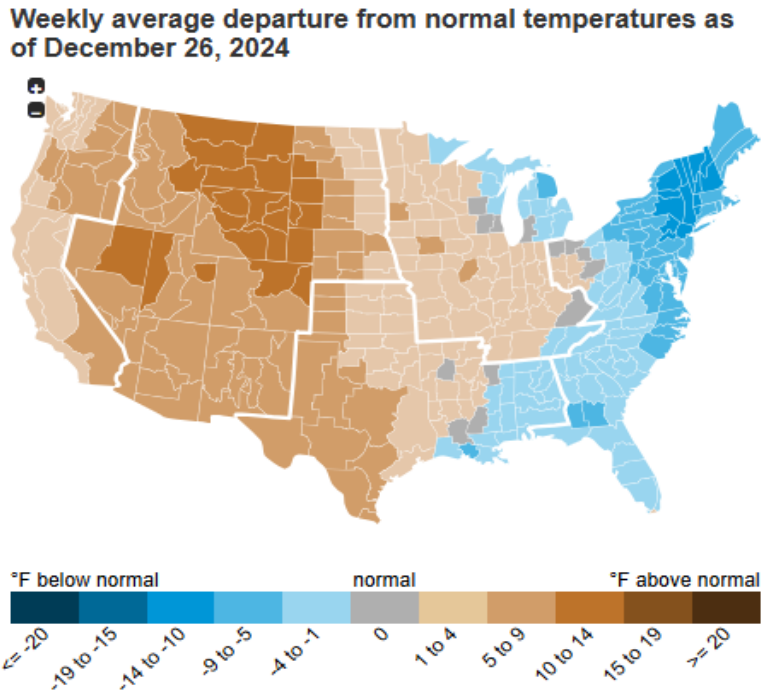 Weekly average departure from normal temperatures as
of December 26, 2024
+
−
°F below normal normal °F above normal
<= -20 -19 to -15 -14 to -10 -9 to -5 -4 to -1 0 1 to 4 5 to 9 10 to 14 15 to 19 >= 20